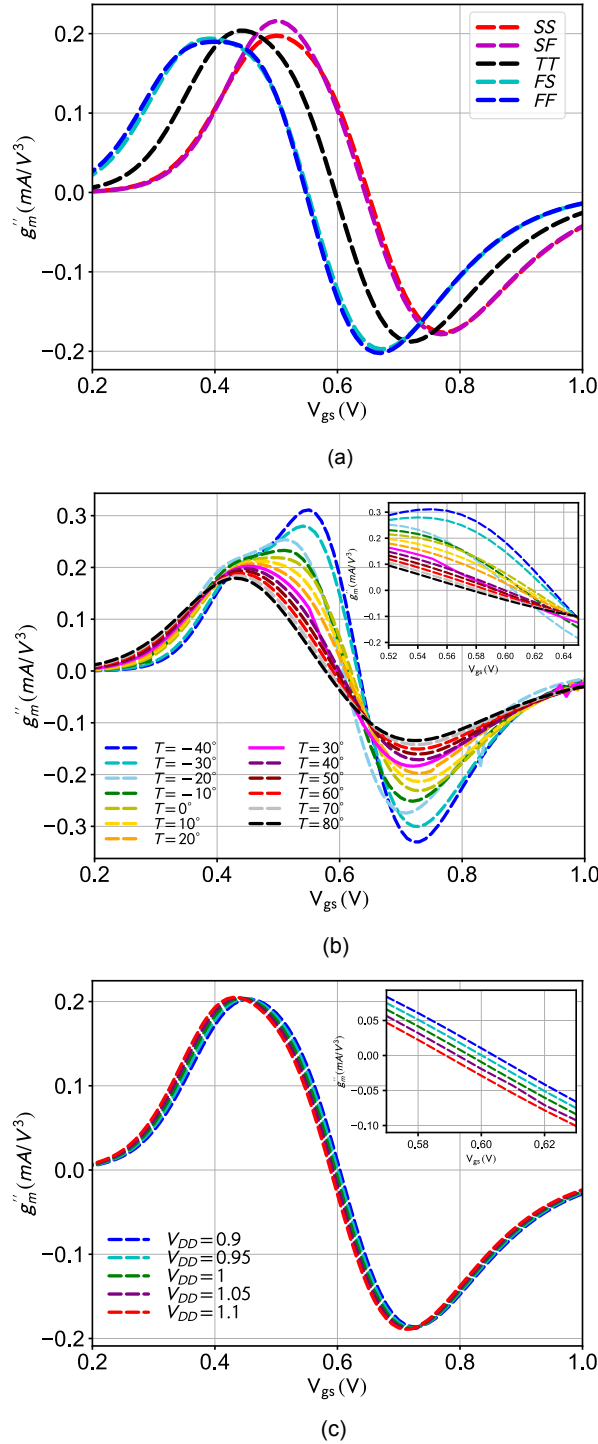 0.2
0.1
0.0
−0.1
−0.2
g''m (mA/V³)
SS
SF
TT
FS
FF
0.2 0.4 0.6 0.8 1.0
Vgs (V)
(a)
0.3
0.2
0.1
0.0
−0.1
−0.2
−0.3
g''m (mA/V³)
0.3
0.2
0.1
0.0
−0.1
−0.2
g''m (mA/V³)
0.52 0.54 0.56 0.58 0.60 0.62 0.64
Vgs (V)
T = −40° T = 30°
T = −30° T = 40°
T = −20° T = 50°
T = −10° T = 60°
T = 0° T = 70°
T = 10° T = 80°
T = 20°
0.2 0.4 0.6 0.8 1.0
Vgs (V)
(b)
0.2
0.1
0.0
−0.1
−0.2
g''m (mA/V³)
0.05
0.00
−0.05
−0.10
g''m (mA/V³)
0,58 0,60 0,62
Vgs (V)
VDD=0.9
VDD=0.95
VDD=1
VDD=1.05
VDD=1.1
0.2 0.4 0.6 0.8 1.0
Vgs (V)
(c)